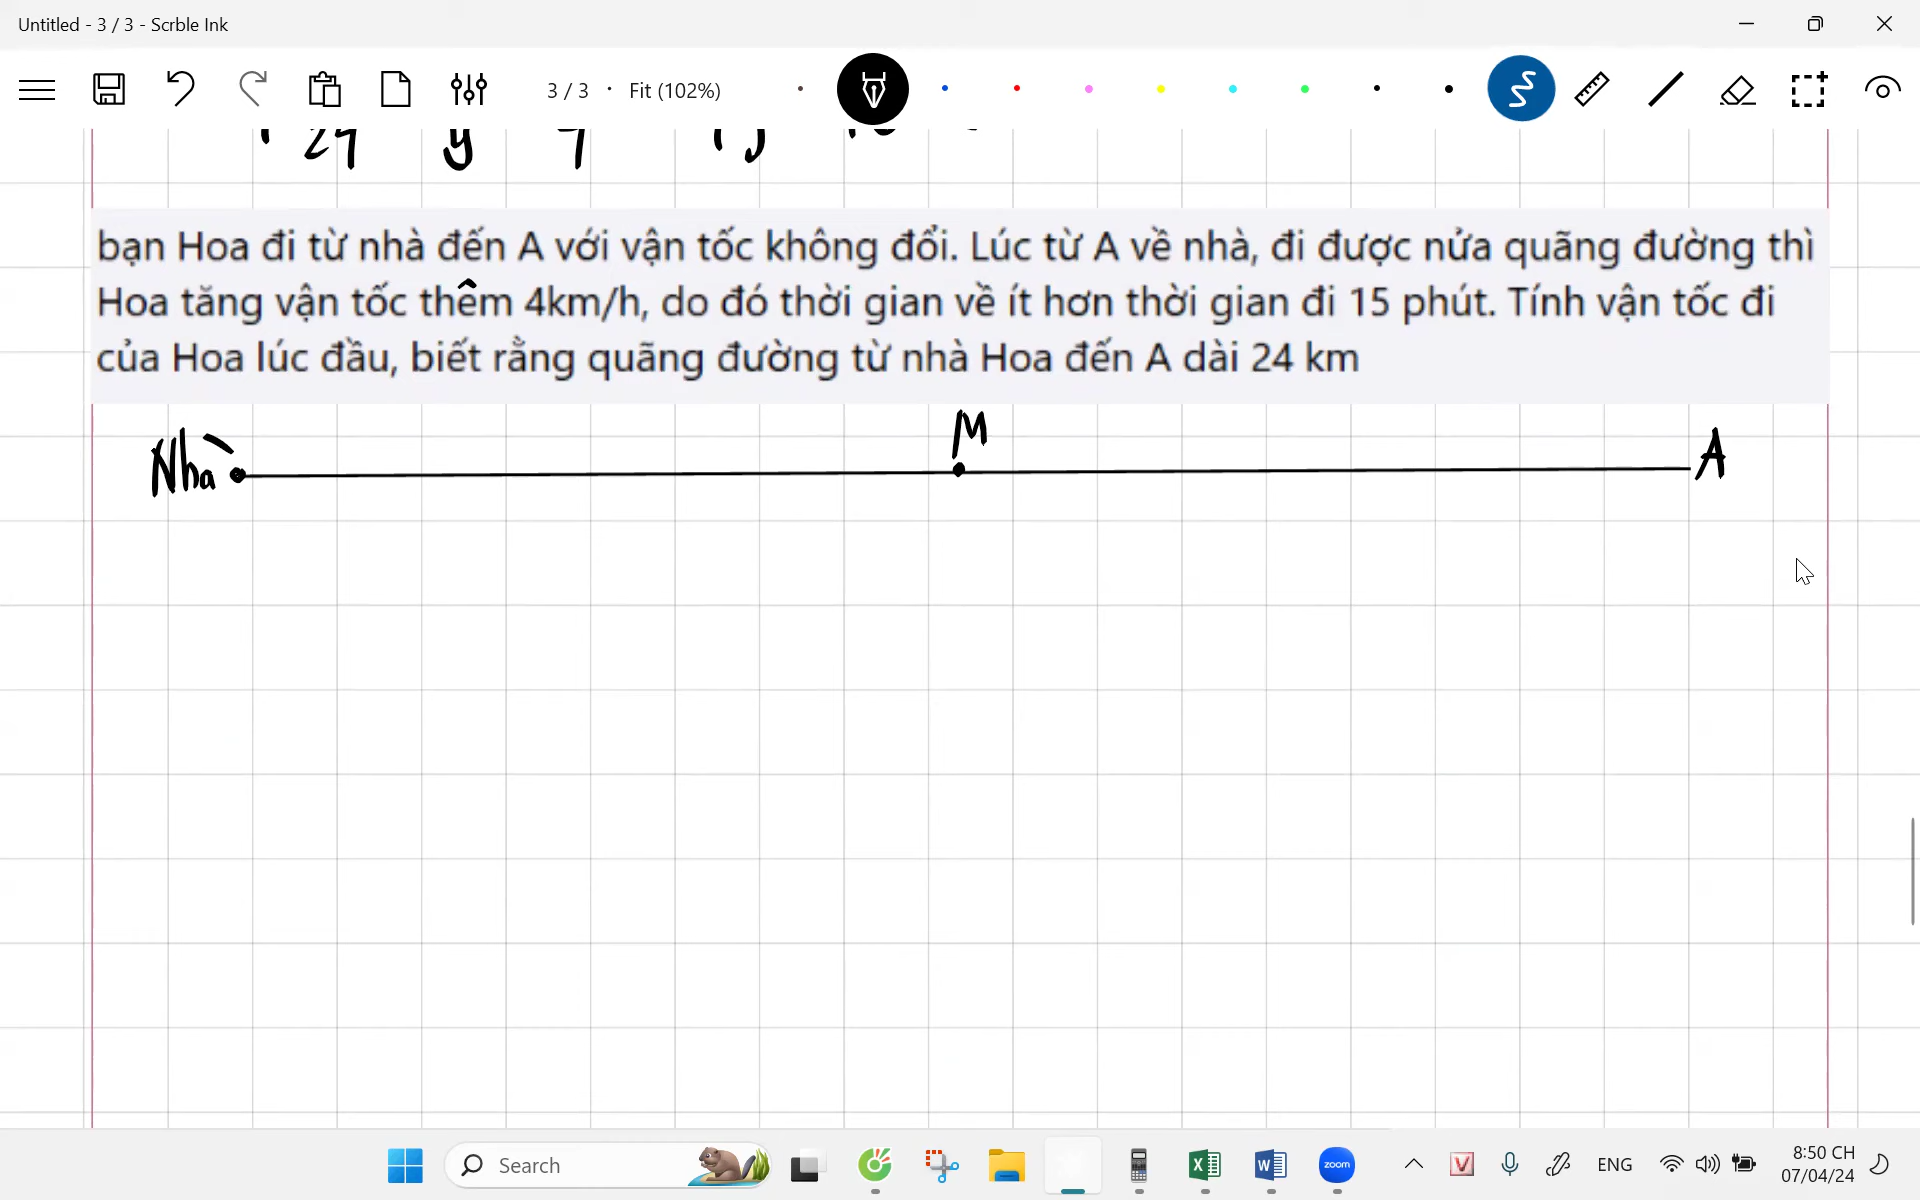 Untitled - 3 / 3 - Scrble Ink
3 / 3 · Fit (102%)
24 y 4
bạn Hoa đi từ nhà đến A với vận tốc không đổi. Lúc từ A về nhà, đi được nửa quãng đường thì
Hoa tăng vận tốc thêm 4km/h, do đó thời gian về ít hơn thời gian đi 15 phút. Tính vận tốc đi
của Hoa lúc đầu, biết rằng quãng đường từ nhà Hoa đến A dài 24 km
Nhà M A
Search
zoom
V
ENG
8:50 CH
07/04/24